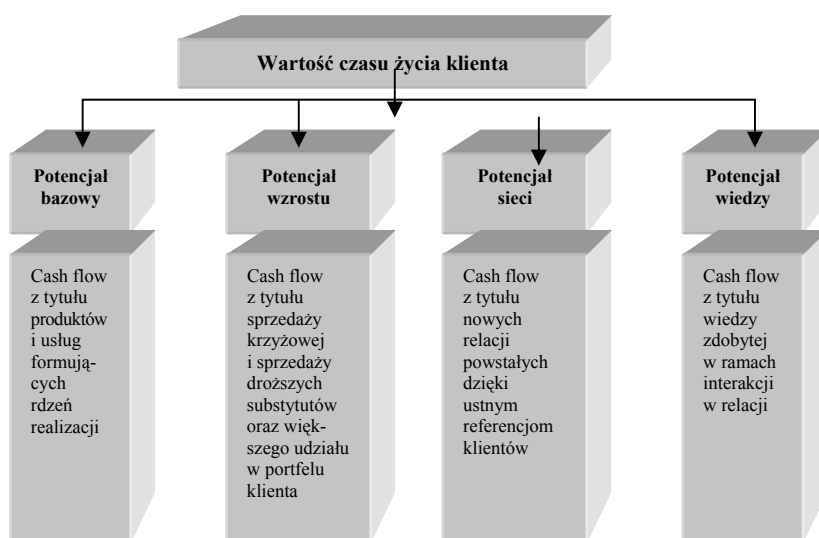 Wartość czasu życia klienta
Potencjał
bazowy
Potencjał
wzrostu
Potencjał
sieci
Potencjał
wiedzy
Cash flow
z tytułu
produktów
i usług
formują-
cych
rdzeń
realizacji
Cash flow
z tytułu
sprzedaży
krzyżowej
i sprzedaży
droższych
substytutów
oraz więk-
szego udziału
w portfelu
klienta
Cash flow
z tytułu
nowych
relacji
powstałych
dzięki
ustnym
referencjom
klientów
Cash flow
z tytułu
wiedzy
zdobytej
w ramach
interakcji
w relacji